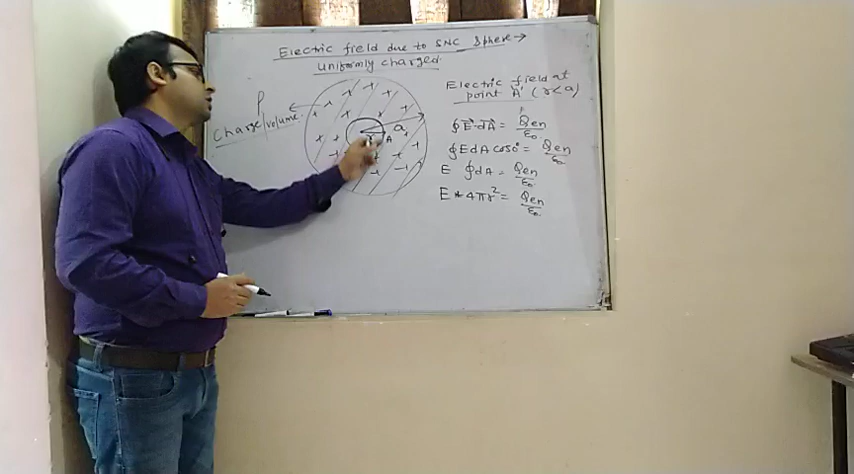 Electric field due to SNC Sphere →
uniformly charged.
ρ
Charge/volume.
a
r
A
Electric field at
point 'A' (r < a)
∮E⃗·dA⃗ = Qen/ε₀
∮EdA cos0° = Qen/ε₀
E ∮dA = Qen/ε₀
E * 4πr² = Qen/ε₀